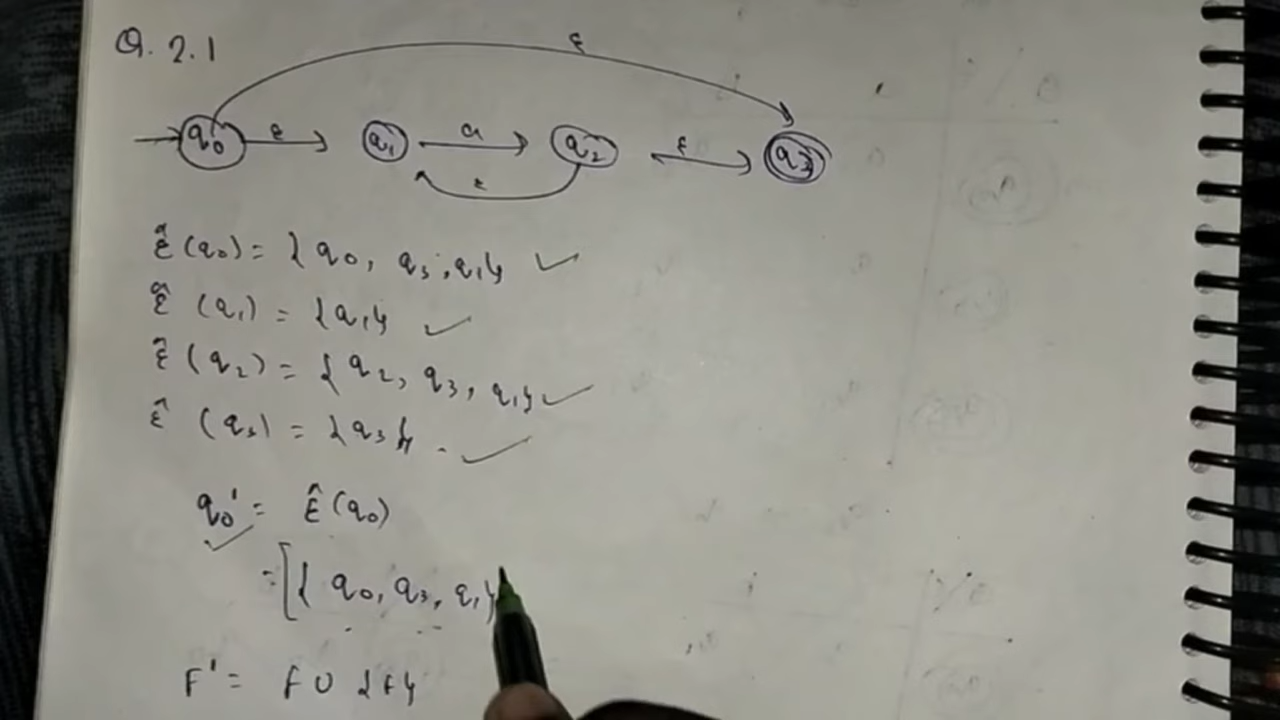 Q. 2.1
ε
q0 ε q1 a q2 ε q3
ε
ε̂ (q0) = { q0, q3, q1}
ε̂ (q1) = {q1}
ε̂ (q2) = { q2, q3, q1}
ε̂ (q3) = {q3}.
q0' = ε̂ (q0)
= [{ q0, q3, q1}
F' = F U {F}